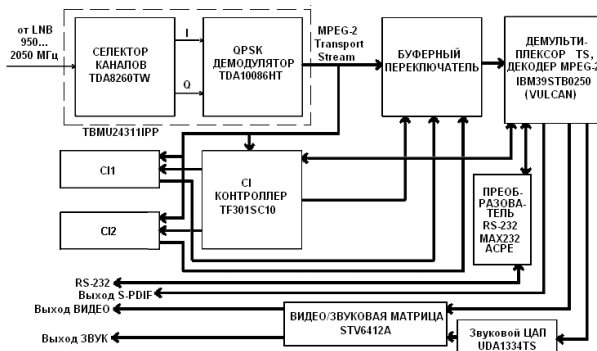 от LNB
950...
2050 МГц
СЕЛЕКТОР
КАНАЛОВ
TDA8260TW
I
Q
QPSK
ДЕМОДУЛЯТОР
TDA10086HT
TBMU24311IPP
MPEG-2
Transport
Stream
БУФЕРНЫЙ
ПЕРЕКЛЮЧАТЕЛЬ
ДЕМУЛЬТИ-
ПЛЕКСОР TS,
ДЕКОДЕР MPEG-2
IBM39STB0250
(VULCAN)
CI1
CI2
CI
КОНТРОЛЛЕР
TF301SC10
ПРЕОБ-
РАЗОВА-
ТЕЛЬ
RS-232
MAX232
ACPE
RS-232
Выход S-PDIF
Выход ВИДЕО
Выход ЗВУК
ВИДЕО/ЗВУКОВАЯ МАТРИЦА
STV6412A
Звуковой ЦАП
UDA1334TS